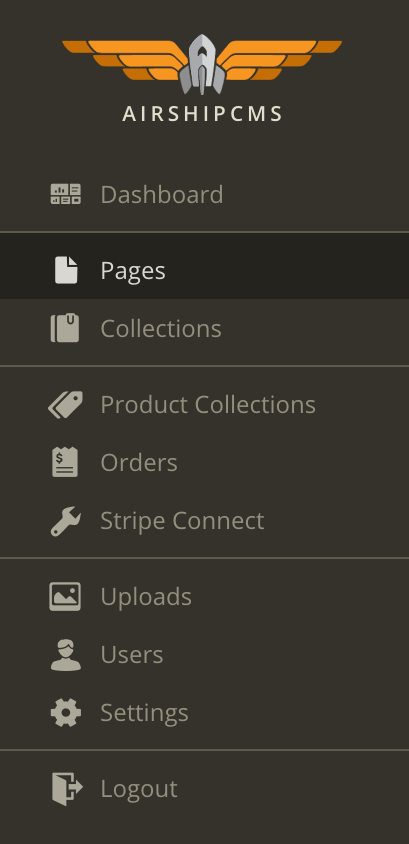 AIRSHIPCMS
Dashboard
Pages
Collections
Product Collections
$
Orders
Stripe Connect
Uploads
Users
Settings
Logout